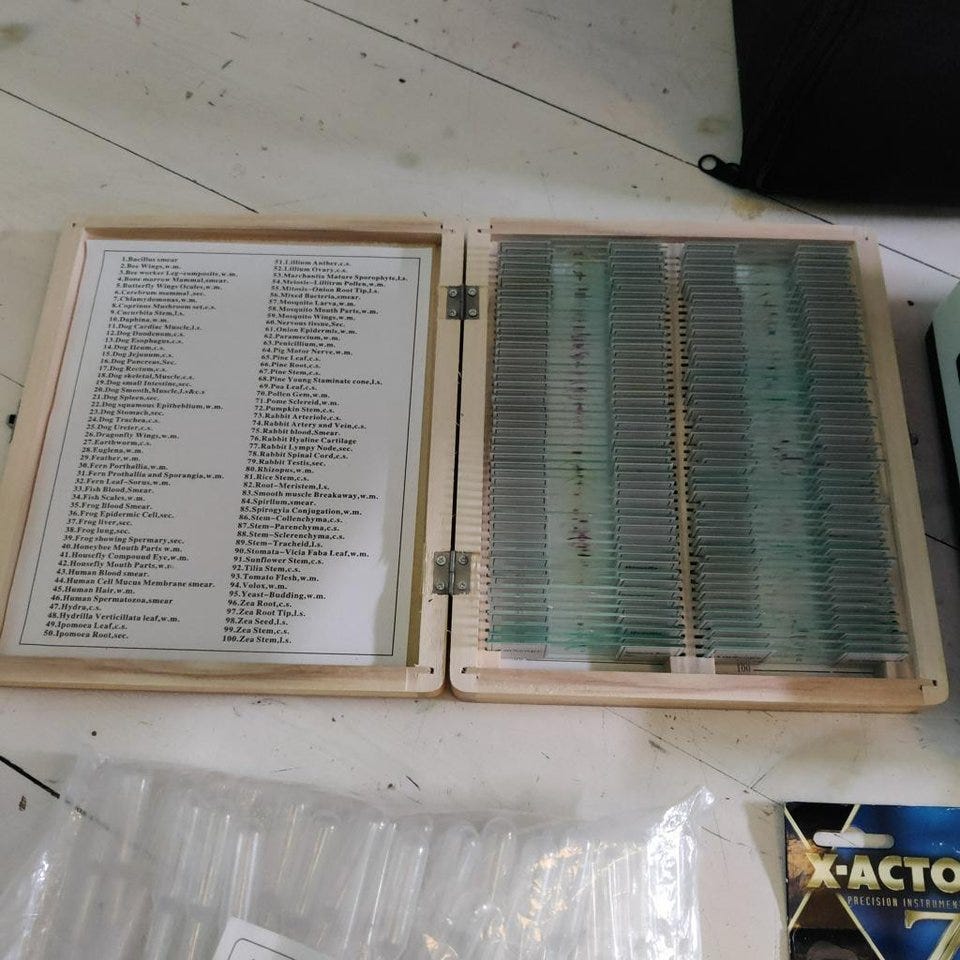 1.Bacillus smear
2.Bee Wings,w.m.
3.Bee worker Leg-composite,w.m.
4.Bone marrow Mammal,smear.
5.Butterfly Wings Ocules,w.m.
6.Cerebrum mammal,sec.
7.Chlamydomonas,w.m.
8.Coprinus Mushroom set,c.s.
9.Cucurbita Stem,l.s.
10.Daphina,w.m.
11.Dog Cardiac Muscle,l.s.
12.Dog Duodenum,c.s.
13.Dog Esophagus,c.s.
14.Dog Ileum,c.s.
15.Dog Jejunum,c.s.
16.Dog Pancreas,Sec.
17.Dog Rectum,c.s.
18.Dog skeletal,Muscle,c.s.
19.Dog small Intestine,sec.
20.Dog Smooth,Muscle,l.s&c.s
21.Dog Spleen,sec.
22.Dog squamous Epitheblium,w.m.
23.Dog Stomach,sec.
24.Dog Trachea,c.s.
25.Dog Ureter,c.s.
26.Dragonfly Wings,w.m.
27.Earthworm,c.s.
28.Euglena,w.m.
29.Feather,w.m.
30.Fern Porthallia,w.m.
31.Fern Prothallia and Sporangia,w.m.
32.Fern Leaf-Sorus,w.m.
33.Fish Blood,Smear.
34.Fish Scales,w.m.
35.Frog Blood Smear.
36.Frog Epidermic Cell,sec.
37.Frog liver,sec.
38.Frog lung,sec.
39.Frog showing Spermary,sec.
40.Honeybee Mouth Parts w.m.
41.Housefly Compound Eye,w.m.
42.Housefly Mouth Parts,w.m.
43.Human Blood smear.
44.Human Cell Mucus Membrane smear.
45.Human Hair,w.m.
46.Human Spermatozoa,smear
47.Hydra,c.s.
48.Hydrilla Verticillata leaf,w.m.
49.Ipomoea Leaf,c.s.
50.Ipomoea Root,sec.
51.Lillium Anther,c.s.
52.Lillium Ovary,c.s.
53.Marchantia Mature Sporophyte,l.s.
54.Meiosis-Lillitrm Pollen,w.m.
55.Mitosis-Onion Root Tip,l.s.
56.Mixed Bacteria,smear.
57.Mosquito Larva,w.m.
58.Mosquito Mouth Parts,w.m.
59.Mosquito Wings,w.m.
60.Nervous tissue,Sec.
61.Onion Epidermis,w.m.
62.Paramecium,w.m.
63.Penicillium,w.m.
64.Pig Motor Nerve,w.m.
65.Pine Leaf,c.s.
66.Pine Root,c.s.
67.Pine Stem,c.s.
68.Pine Young Staminate cone,l.s.
69.Poa Leaf,c.s.
70.Pollen Gem,w.m.
71.Pome Sclereid,w.m.
72.Pumpkin Stem,c.s.
73.Rabbit Arteriole,c.s.
74.Rabbit Artery and Vein,c.s.
75.Rabbit blood,Smear.
76.Rabbit Hyaline Cartilage
77.Rabbit Lympy Node,sec.
78.Rabbit Spinal Cord,c.s.
79.Rabbit Testis,sec.
80.Rhizopus,w.m.
81.Rice Stem,c.s.
82.Root-Meristem,l.s.
83.Smooth muscle Breakaway,w.m.
84.Spirllum,smear.
85.Spirogyia Conjugation,w.m.
86.Stem-Collenchyma,c.s.
87.Stem-Parenchyma,c.s.
88.Stem-Sclerenchyma,c.s.
89.Stem-Tracheid,l.s.
90.Stomata-Vicia Faba Leaf,w.m.
91.Sunflower Stem,c.s.
92.Tilia Stem,c.s.
93.Tomato Flesh,w.m.
94.Volox,w.m.
95.Yeast-Budding,w.m.
96.Zea Root,c.s.
97.Zea Root Tip,l.s.
98.Zea Seed,l.s.
99.Zea Stem,c.s.
100.Zea Stem,l.s.
100
X-ACTO
PRECISION INSTRUMEN
7